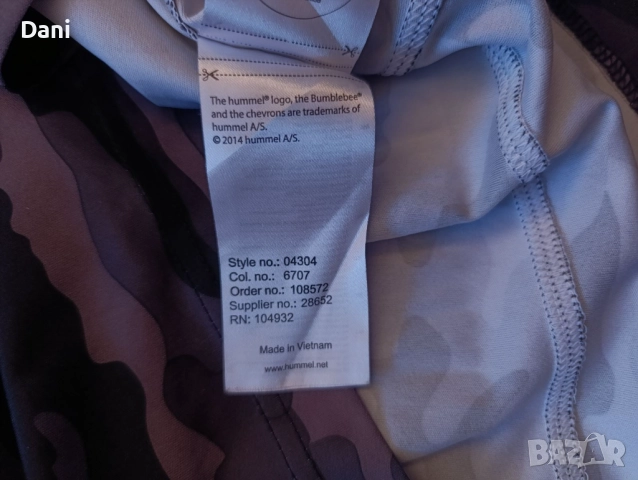 Dani
The hummel® logo, the Bumblebee®
and the chevrons are trademarks of
hummel A/S.
© 2014 hummel A/S.
Style no.: 04304
Col. no.: 6707
Order no.: 108572
Supplier no.: 28652
RN: 104932
Made in Vietnam
www.hummel.net
BAZAR